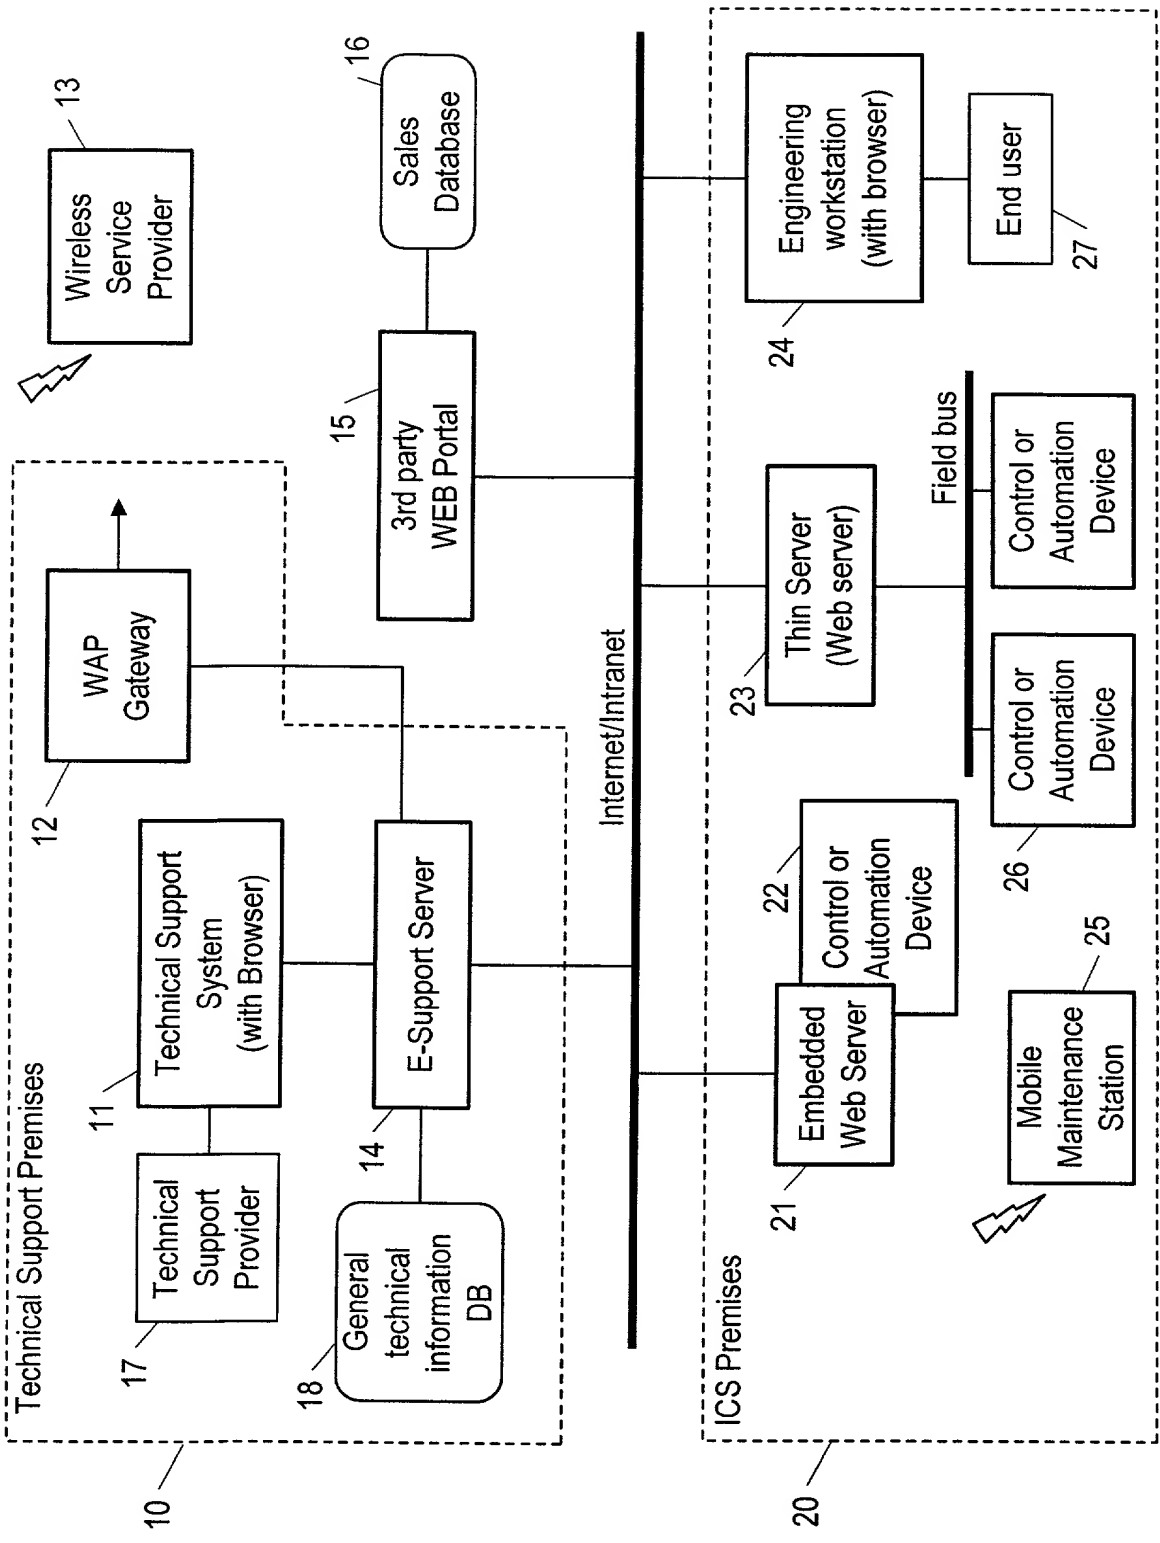 Technical Support Premises
10
17
Technical
Support
Provider
11
Technical Support
System
(with Browser)
12
WAP
Gateway
13
Wireless
Service
Provider
18
General
technical
information
DB
14
E-Support Server
15
3rd party
WEB Portal
16
Sales
Database
Internet/Intranet
ICS Premises
20
21
Embedded
Web Server
22
Control or
Automation
Device
23
Thin Server
(Web server)
24
Engineering
workstation
(with browser)
Field bus
25
Mobile
Maintenance
Station
26
Control or
Automation
Device
Control or
Automation
Device
End user
27